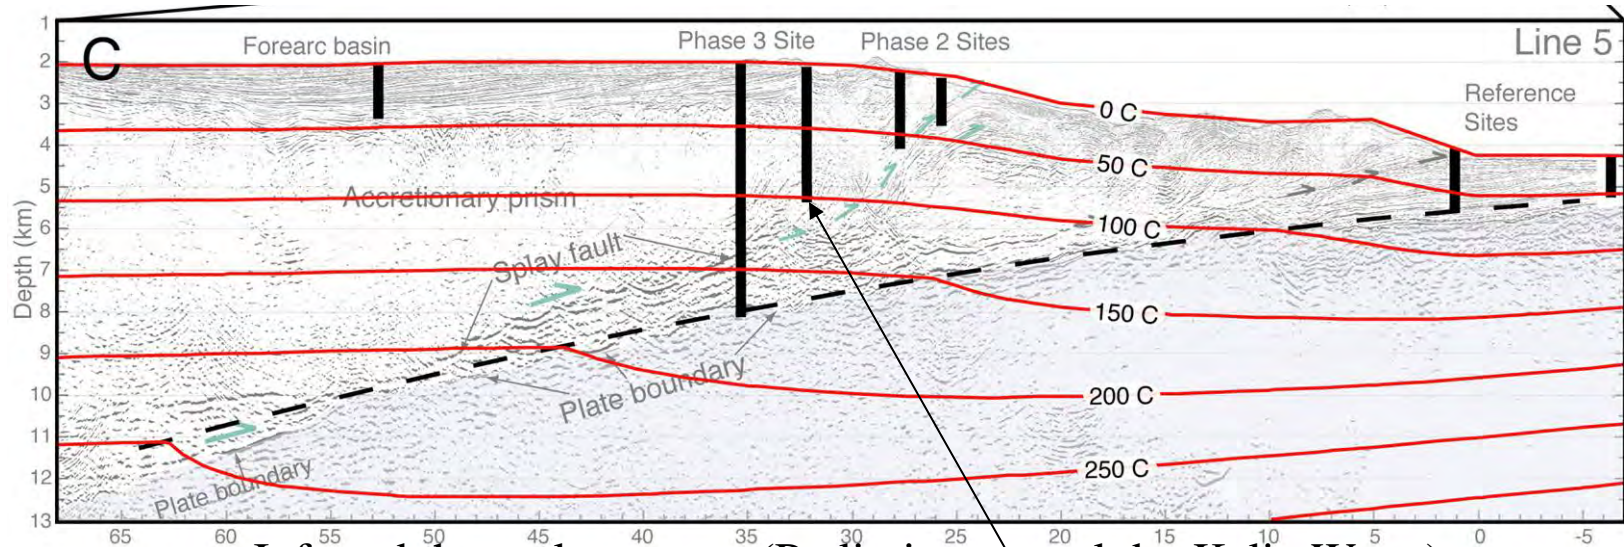 C
Forearc basin
Phase 3 Site
Phase 2 Sites
Line 5
Reference
Sites
0 C
50 C
Accretionary prism
100 C
Splay fault
150 C
Plate boundary
200 C
250 C
Plate boundary
Depth (km)
1
2
3
4
5
6
7
8
9
10
11
12
13
65 60 55 50 45 40 35 30 25 20 15 10 5 0 -5